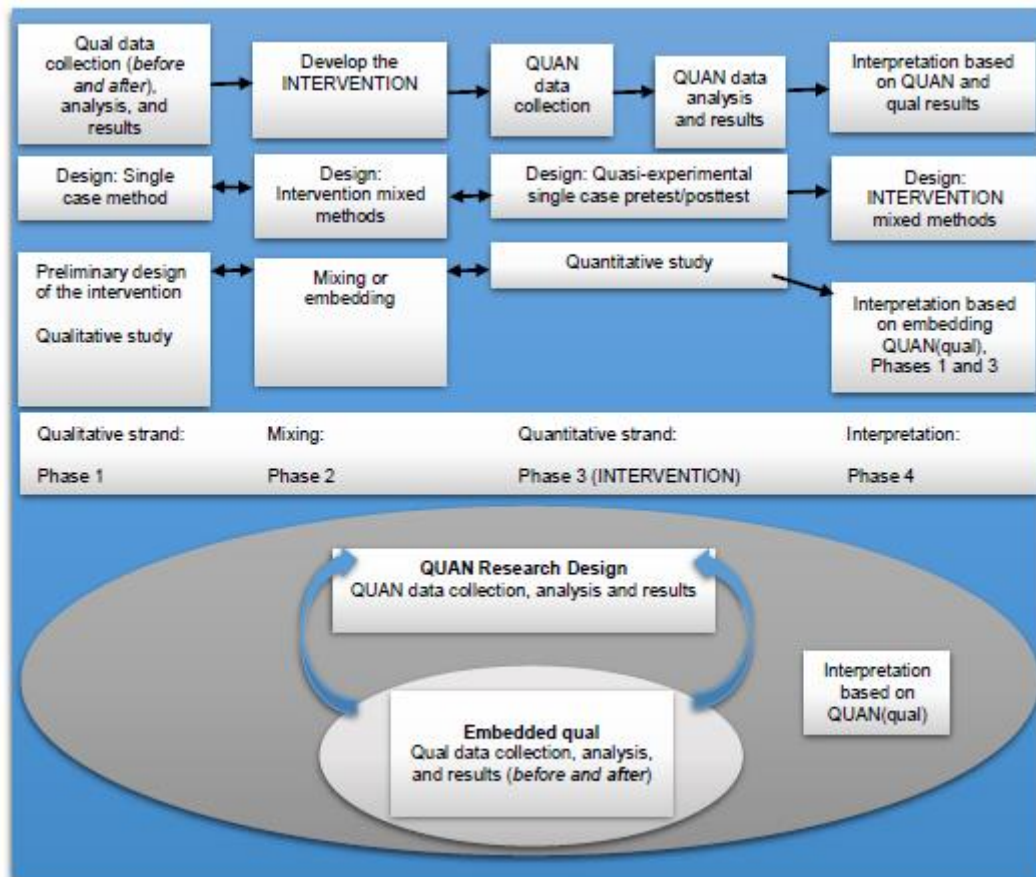 Qual data
collection (before
and after),
analysis, and
results
Develop the
INTERVENTION
QUAN
data
collection
QUAN data
analysis
and results
Interpretation based
on QUAN and
qual results
Design: Single
case method
Design:
Intervention mixed
methods
Design: Quasi-experimental
single case pretest/posttest
Design:
INTERVENTION
mixed methods
Preliminary design
of the intervention
Qualitative study
Mixing or
embedding
Quantitative study
Interpretation based
on embedding
QUAN(qual),
Phases 1 and 3
Qualitative strand:
Phase 1
Mixing:
Phase 2
Quantitative strand:
Phase 3 (INTERVENTION)
Interpretation:
Phase 4
QUAN Research Design
QUAN data collection, analysis and results
Interpretation
based on
QUAN(qual)
Embedded qual
Qual data collection, analysis,
and results (before and after)